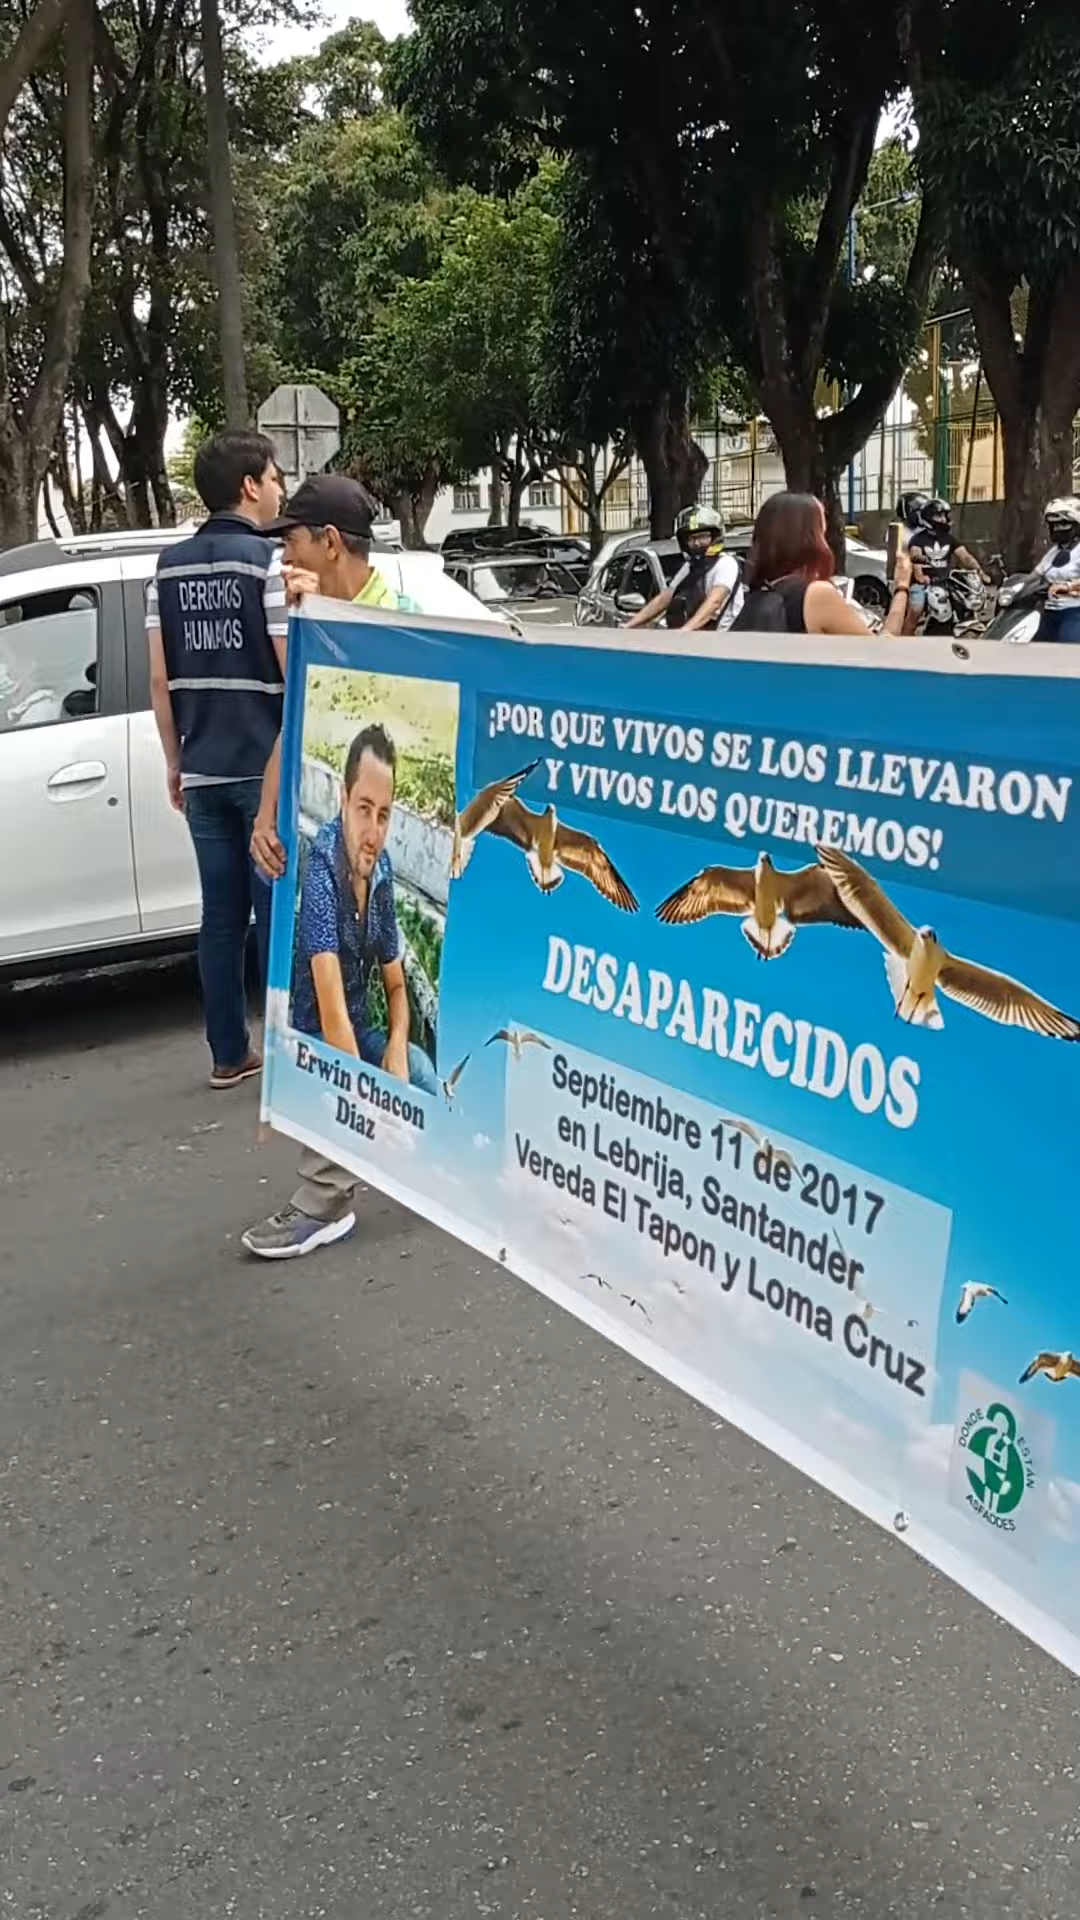 DERECHOS
HUMANOS
¡POR QUE VIVOS SE LOS LLEVARON
Y VIVOS LOS QUEREMOS!
DESAPARECIDOS
Septiembre 11 de 2017
en Lebrija, Santander
Vereda El Tapon y Loma Cruz
Erwin Chacon
Diaz
DONDE ESTÁN
ASFADDES